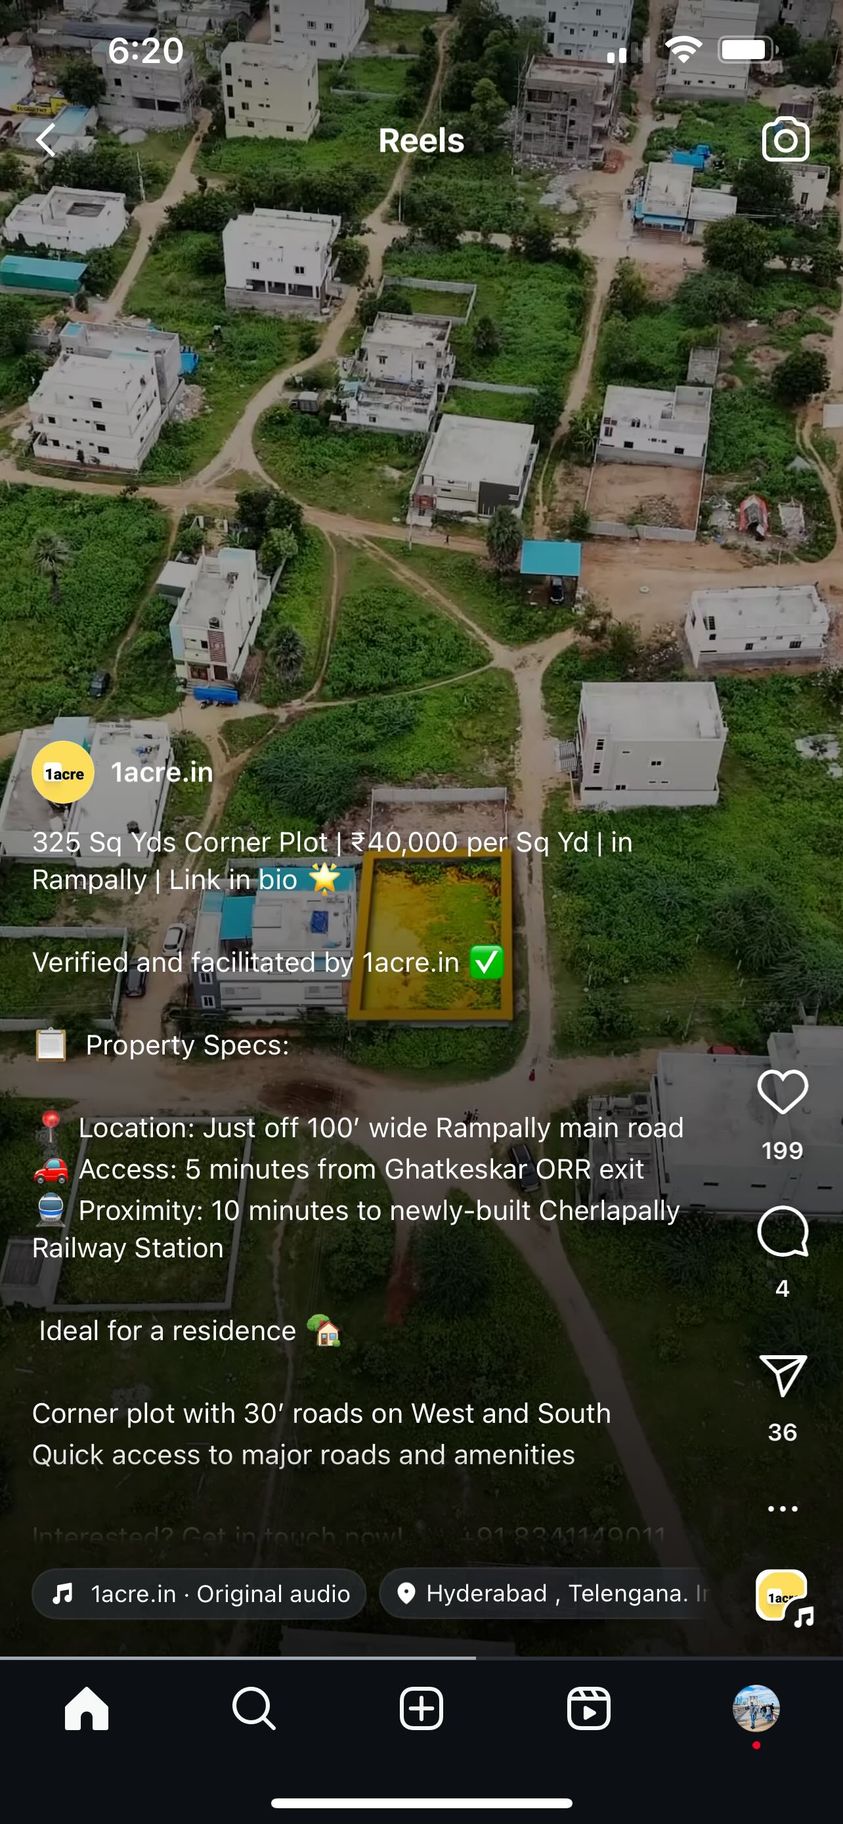 6:20
Reels
1acre
1acre.in
325 Sq Yds Corner Plot | ₹40,000 per Sq Yd | in
Rampally | Link in bio 🌟
Verified and facilitated by 1acre.in ✅
📋 Property Specs:
📍 Location: Just off 100′ wide Rampally main road
🚗 Access: 5 minutes from Ghatkeskar ORR exit
🚆 Proximity: 10 minutes to newly-built Cherlapally
Railway Station
Ideal for a residence 🏡
Corner plot with 30′ roads on West and South
Quick access to major roads and amenities
Interested? Get in touch now! +91 8341149011
199
4
36
1acre.in · Original audio
Hyderabad , Telengana. I
1ac